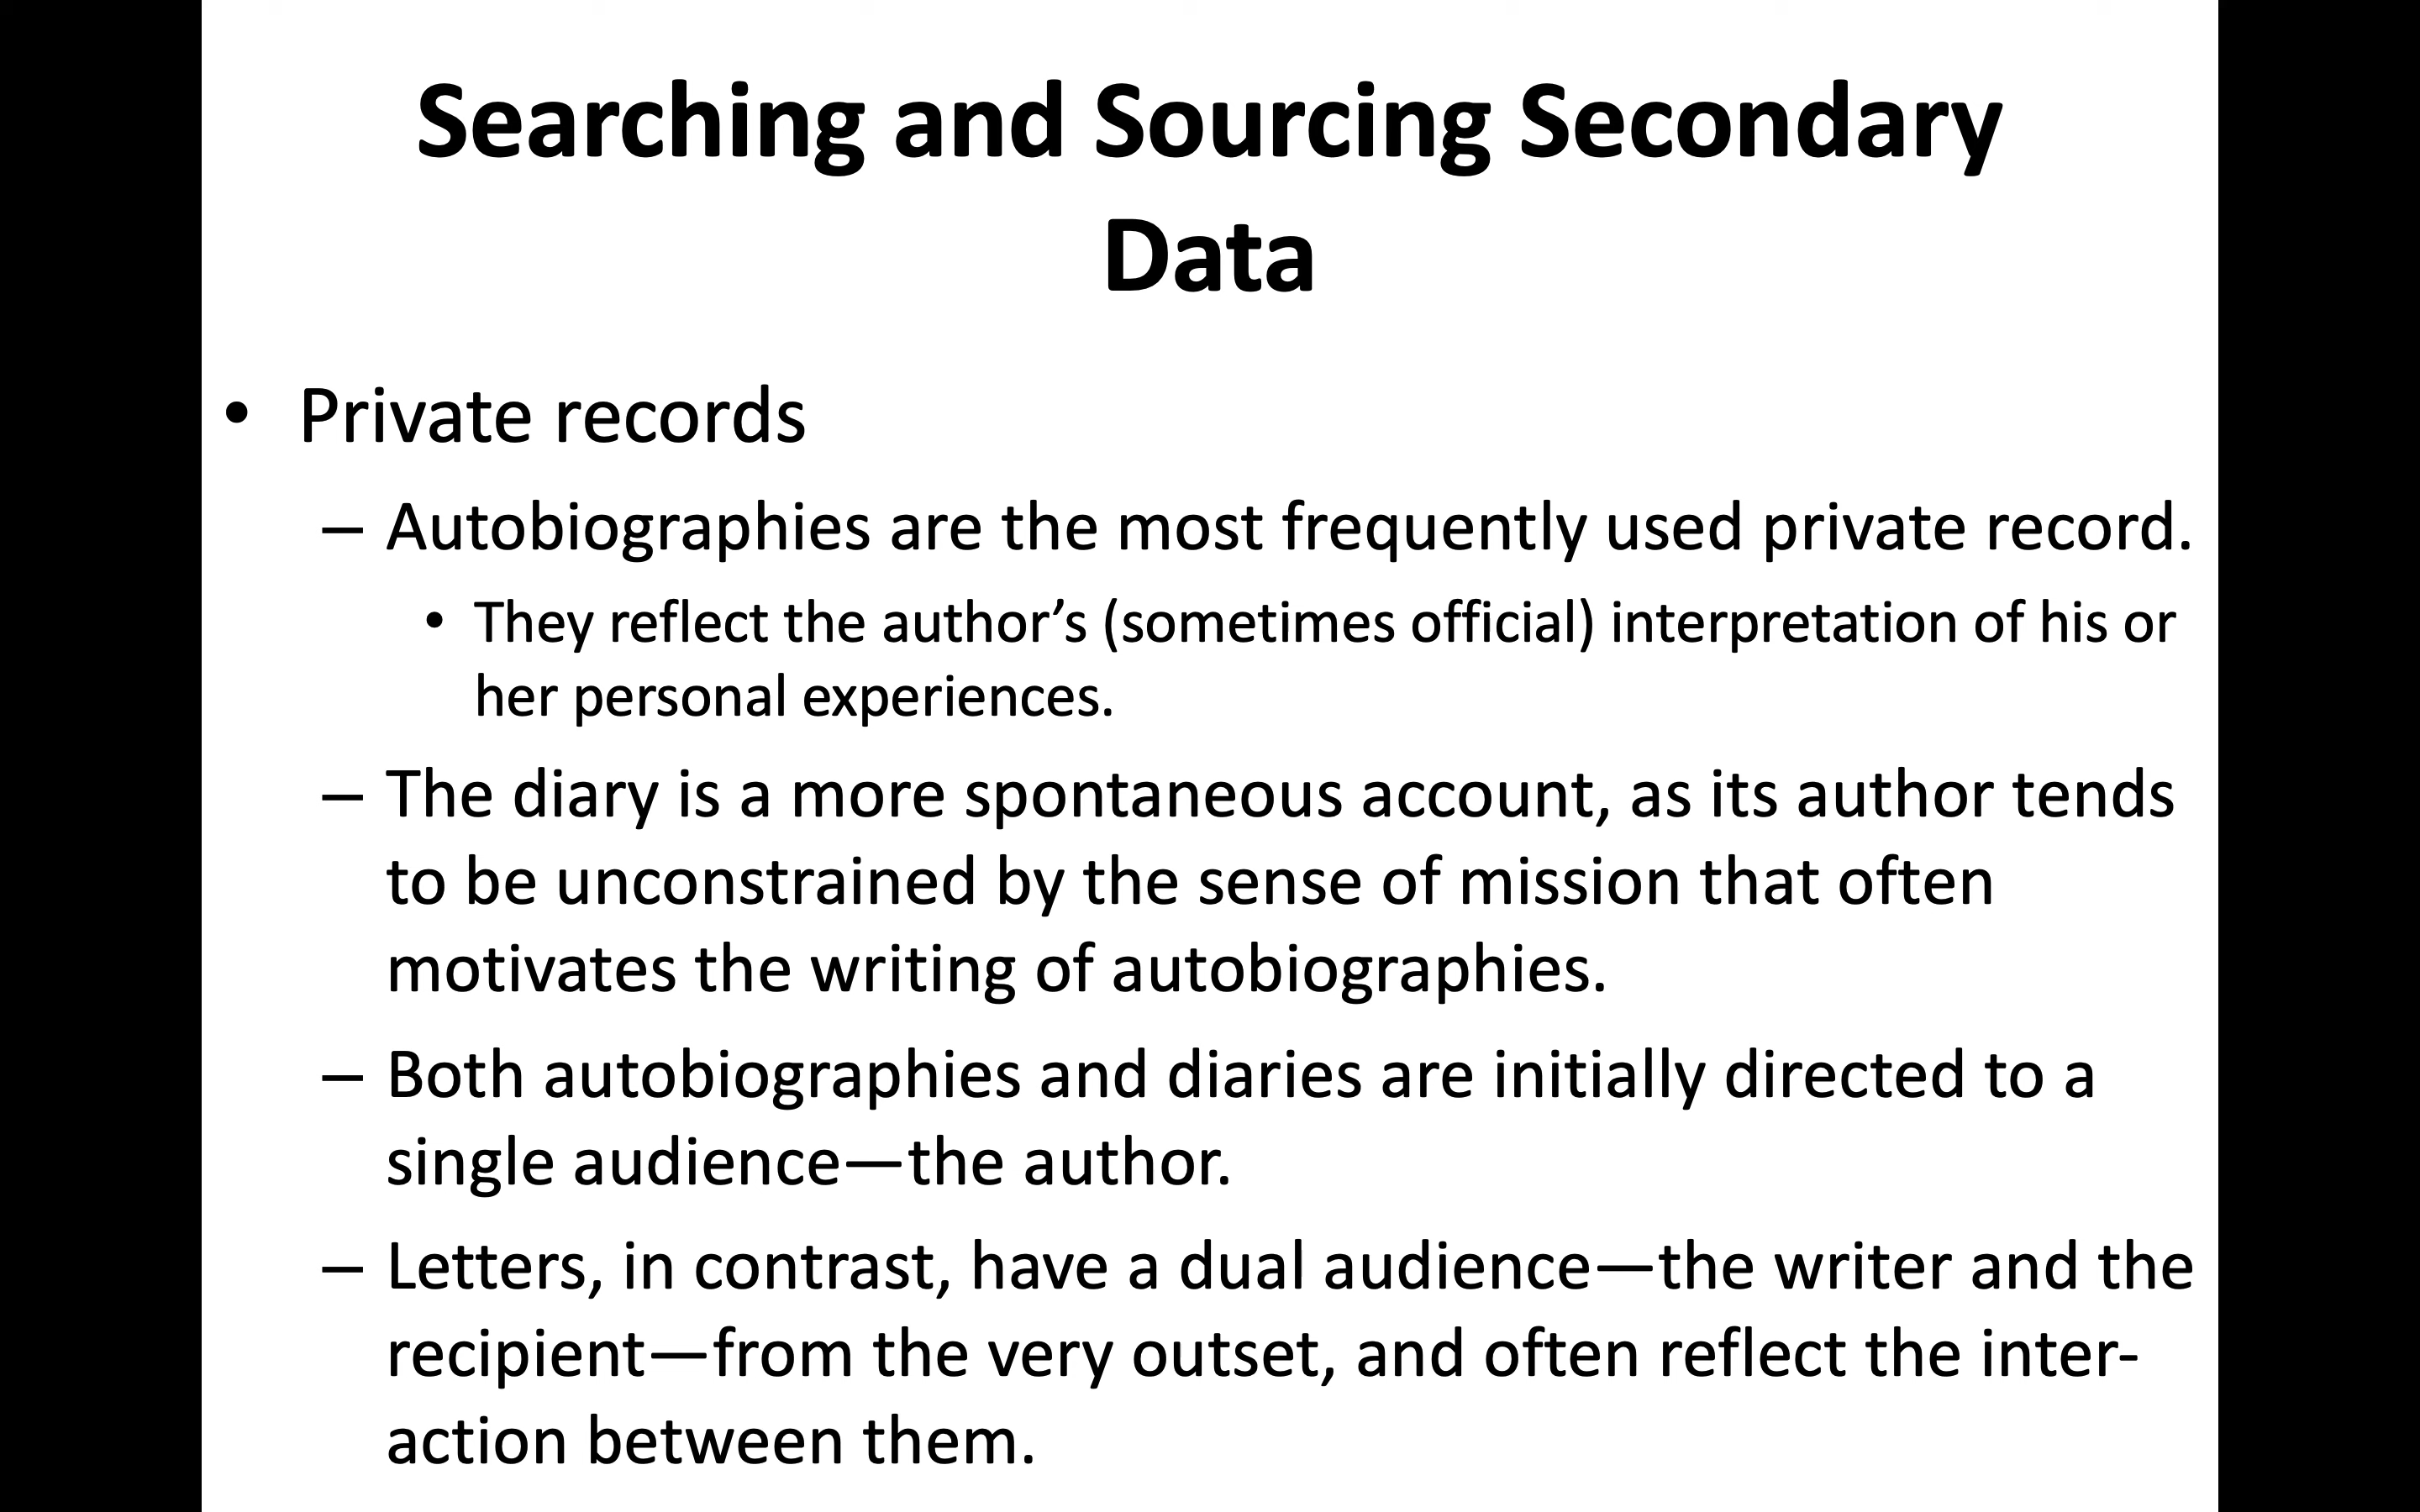 Searching and Sourcing Secondary
Data
• Private records
– Autobiographies are the most frequently used private record.
• They reflect the author’s (sometimes official) interpretation of his or
her personal experiences.
– The diary is a more spontaneous account, as its author tends
to be unconstrained by the sense of mission that often
motivates the writing of autobiographies.
– Both autobiographies and diaries are initially directed to a
single audience—the author.
– Letters, in contrast, have a dual audience—the writer and the
recipient—from the very outset, and often reflect the inter-
action between them.